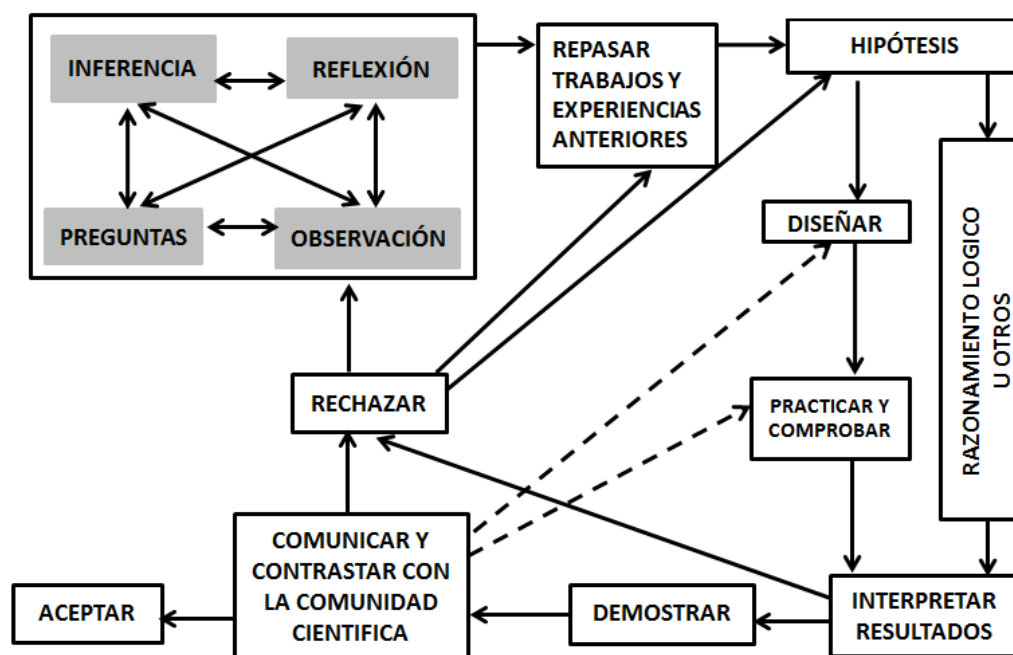 INFERENCIA
REFLEXIÓN
PREGUNTAS
OBSERVACIÓN
REPASAR
TRABAJOS Y
EXPERIENCIAS
ANTERIORES
HIPÓTESIS
DISEÑAR
RAZONAMIENTO LOGICO
U OTROS
PRACTICAR Y
COMPROBAR
RECHAZAR
COMUNICAR Y
CONTRASTAR CON
LA COMUNIDAD
CIENTIFICA
ACEPTAR
DEMOSTRAR
INTERPRETAR
RESULTADOS